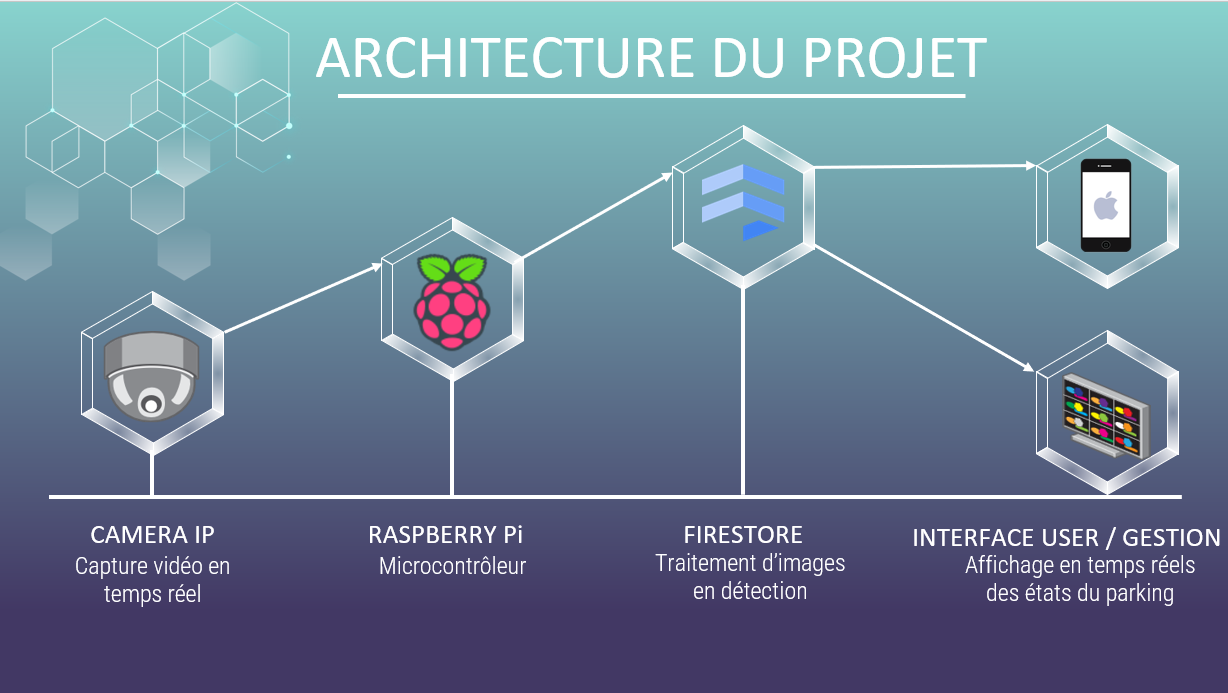 ARCHITECTURE DU PROJET
CAMERA IP
Capture vidéo en
temps réel
RASPBERRY Pi
Microcontrôleur
FIRESTORE
Traitement d’images
en détection
INTERFACE USER / GESTION
Affichage en temps réels
des états du parking